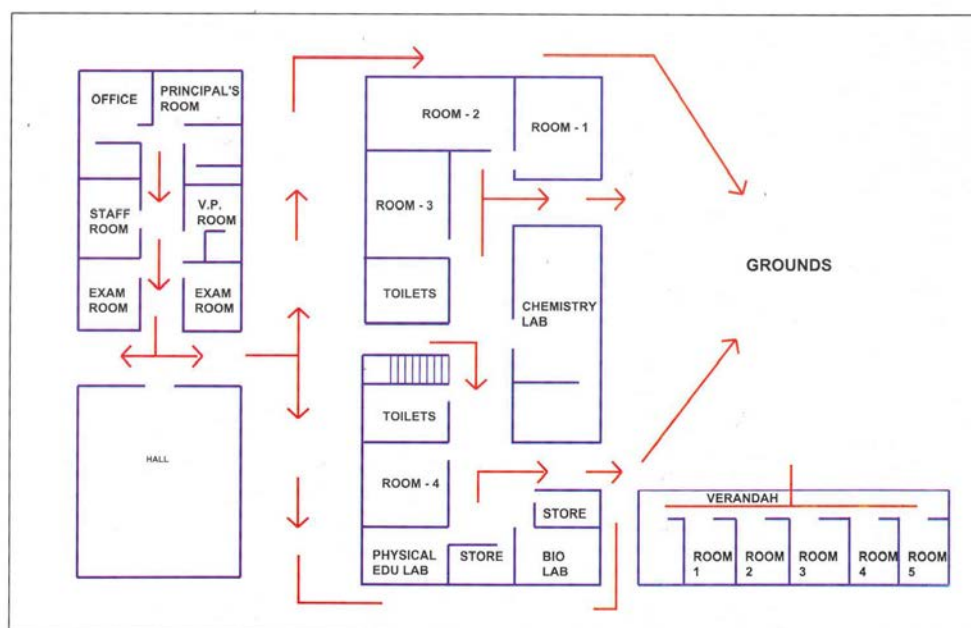 OFFICE
PRINCIPAL'S
ROOM
STAFF
ROOM
V.P.
ROOM
EXAM
ROOM
EXAM
ROOM
HALL
ROOM - 2
ROOM - 1
ROOM - 3
TOILETS
CHEMISTRY
LAB
TOILETS
ROOM - 4
PHYSICAL
EDU LAB
STORE
STORE
BIO
LAB
GROUNDS
VERANDAH
ROOM
1
ROOM
2
ROOM
3
ROOM
4
ROOM
5